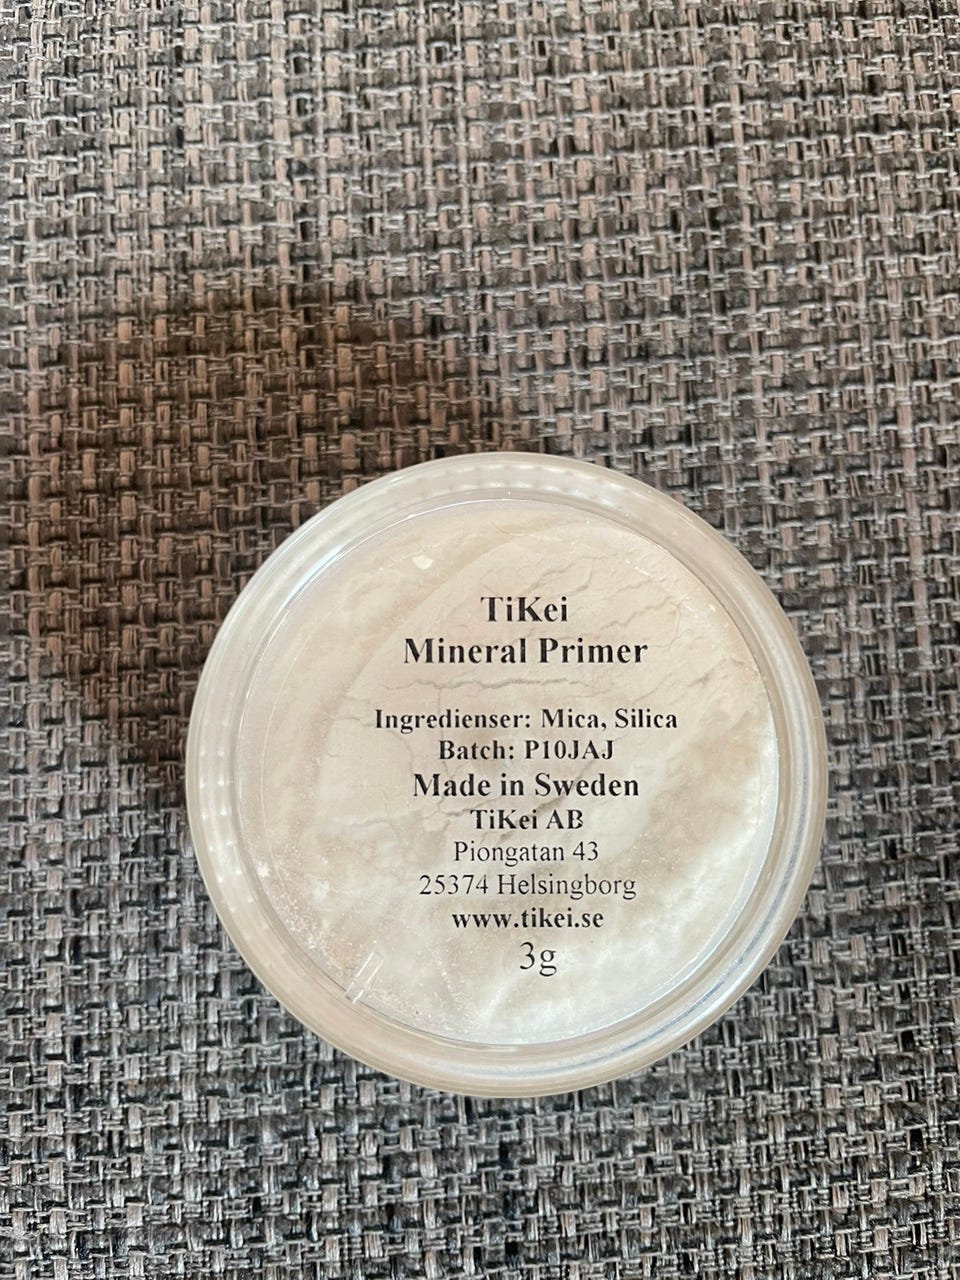 TiKei
Mineral Primer
Ingredienser: Mica, Silica
Batch: P10JAJ
Made in Sweden
TiKei AB
Piongatan 43
25374 Helsingborg
www.tikei.se
3g